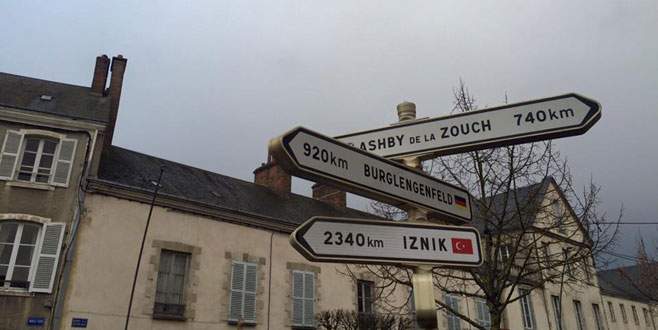 ASHBY DE LA ZOUCH 740km
920km BURGLENGENFELD
2340km IZNIK